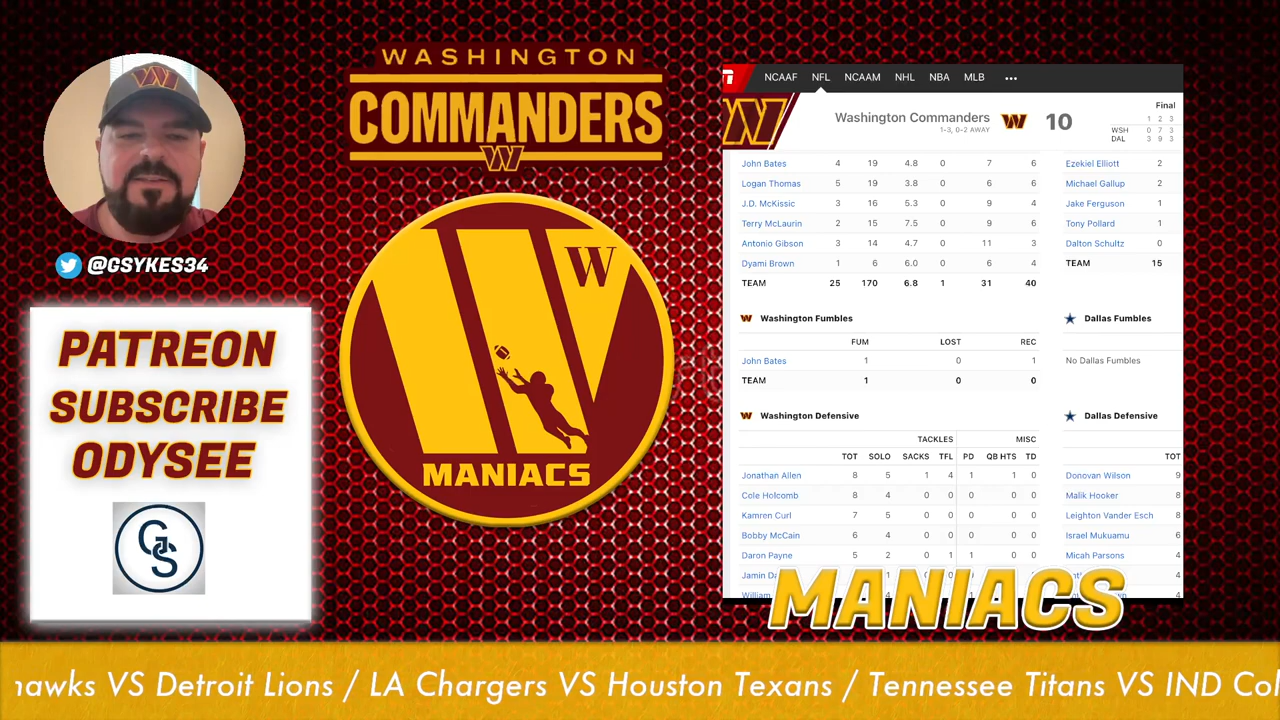 WASHINGTON
COMMANDERS
@GSYKES34
PATREON
SUBSCRIBE
ODYSEE
GS
W
MANIACS
NCAAF NFL NCAAM NHL NBA MLB •••
Washington Commanders 10
1-3, 0-2 AWAY
Final
1 2 3
WSH 0 7 3
DAL 3 9 3
John Bates 4 19 4.8 0 7 6 Ezekiel Elliott 2
Logan Thomas 5 19 3.8 0 6 6 Michael Gallup 2
J.D. McKissic 3 16 5.3 0 9 4 Jake Ferguson 1
Terry McLaurin 2 15 7.5 0 9 6 Tony Pollard 1
Antonio Gibson 3 14 4.7 0 11 3 Dalton Schultz 0
Dyami Brown 1 6 6.0 0 6 4 TEAM 15
TEAM 25 170 6.8 1 31 40
Washington Fumbles Dallas Fumbles
FUM LOST REC
John Bates 1 0 1 No Dallas Fumbles
TEAM 1 0 0
Washington Defensive Dallas Defensive
TACKLES MISC
TOT SOLO SACKS TFL PD QB HTS TD TOT
Jonathan Allen 8 5 1 4 1 1 0 Donovan Wilson 9
Cole Holcomb 8 4 0 0 0 0 0 Malik Hooker 8
Kamren Curl 7 5 0 0 0 0 0 Leighton Vander Esch 8
Bobby McCain 6 4 0 0 0 0 0 Israel Mukuamu 6
Daron Payne 5 2 0 1 1 0 0 Micah Parsons 4
Jamin Da 4
William 4
MANIACS
hawks VS Detroit Lions / LA Chargers VS Houston Texans / Tennessee Titans VS IND Col